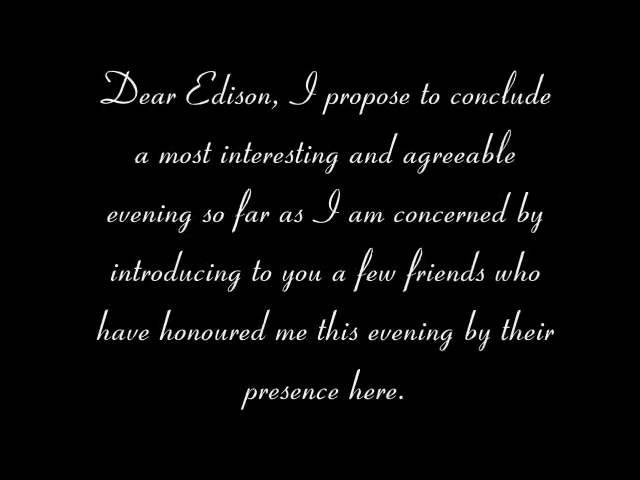 Dear Edison, I propose to conclude
a most interesting and agreeable
evening so far as I am concerned by
introducing to you a few friends who
have honoured me this evening by their
presence here.